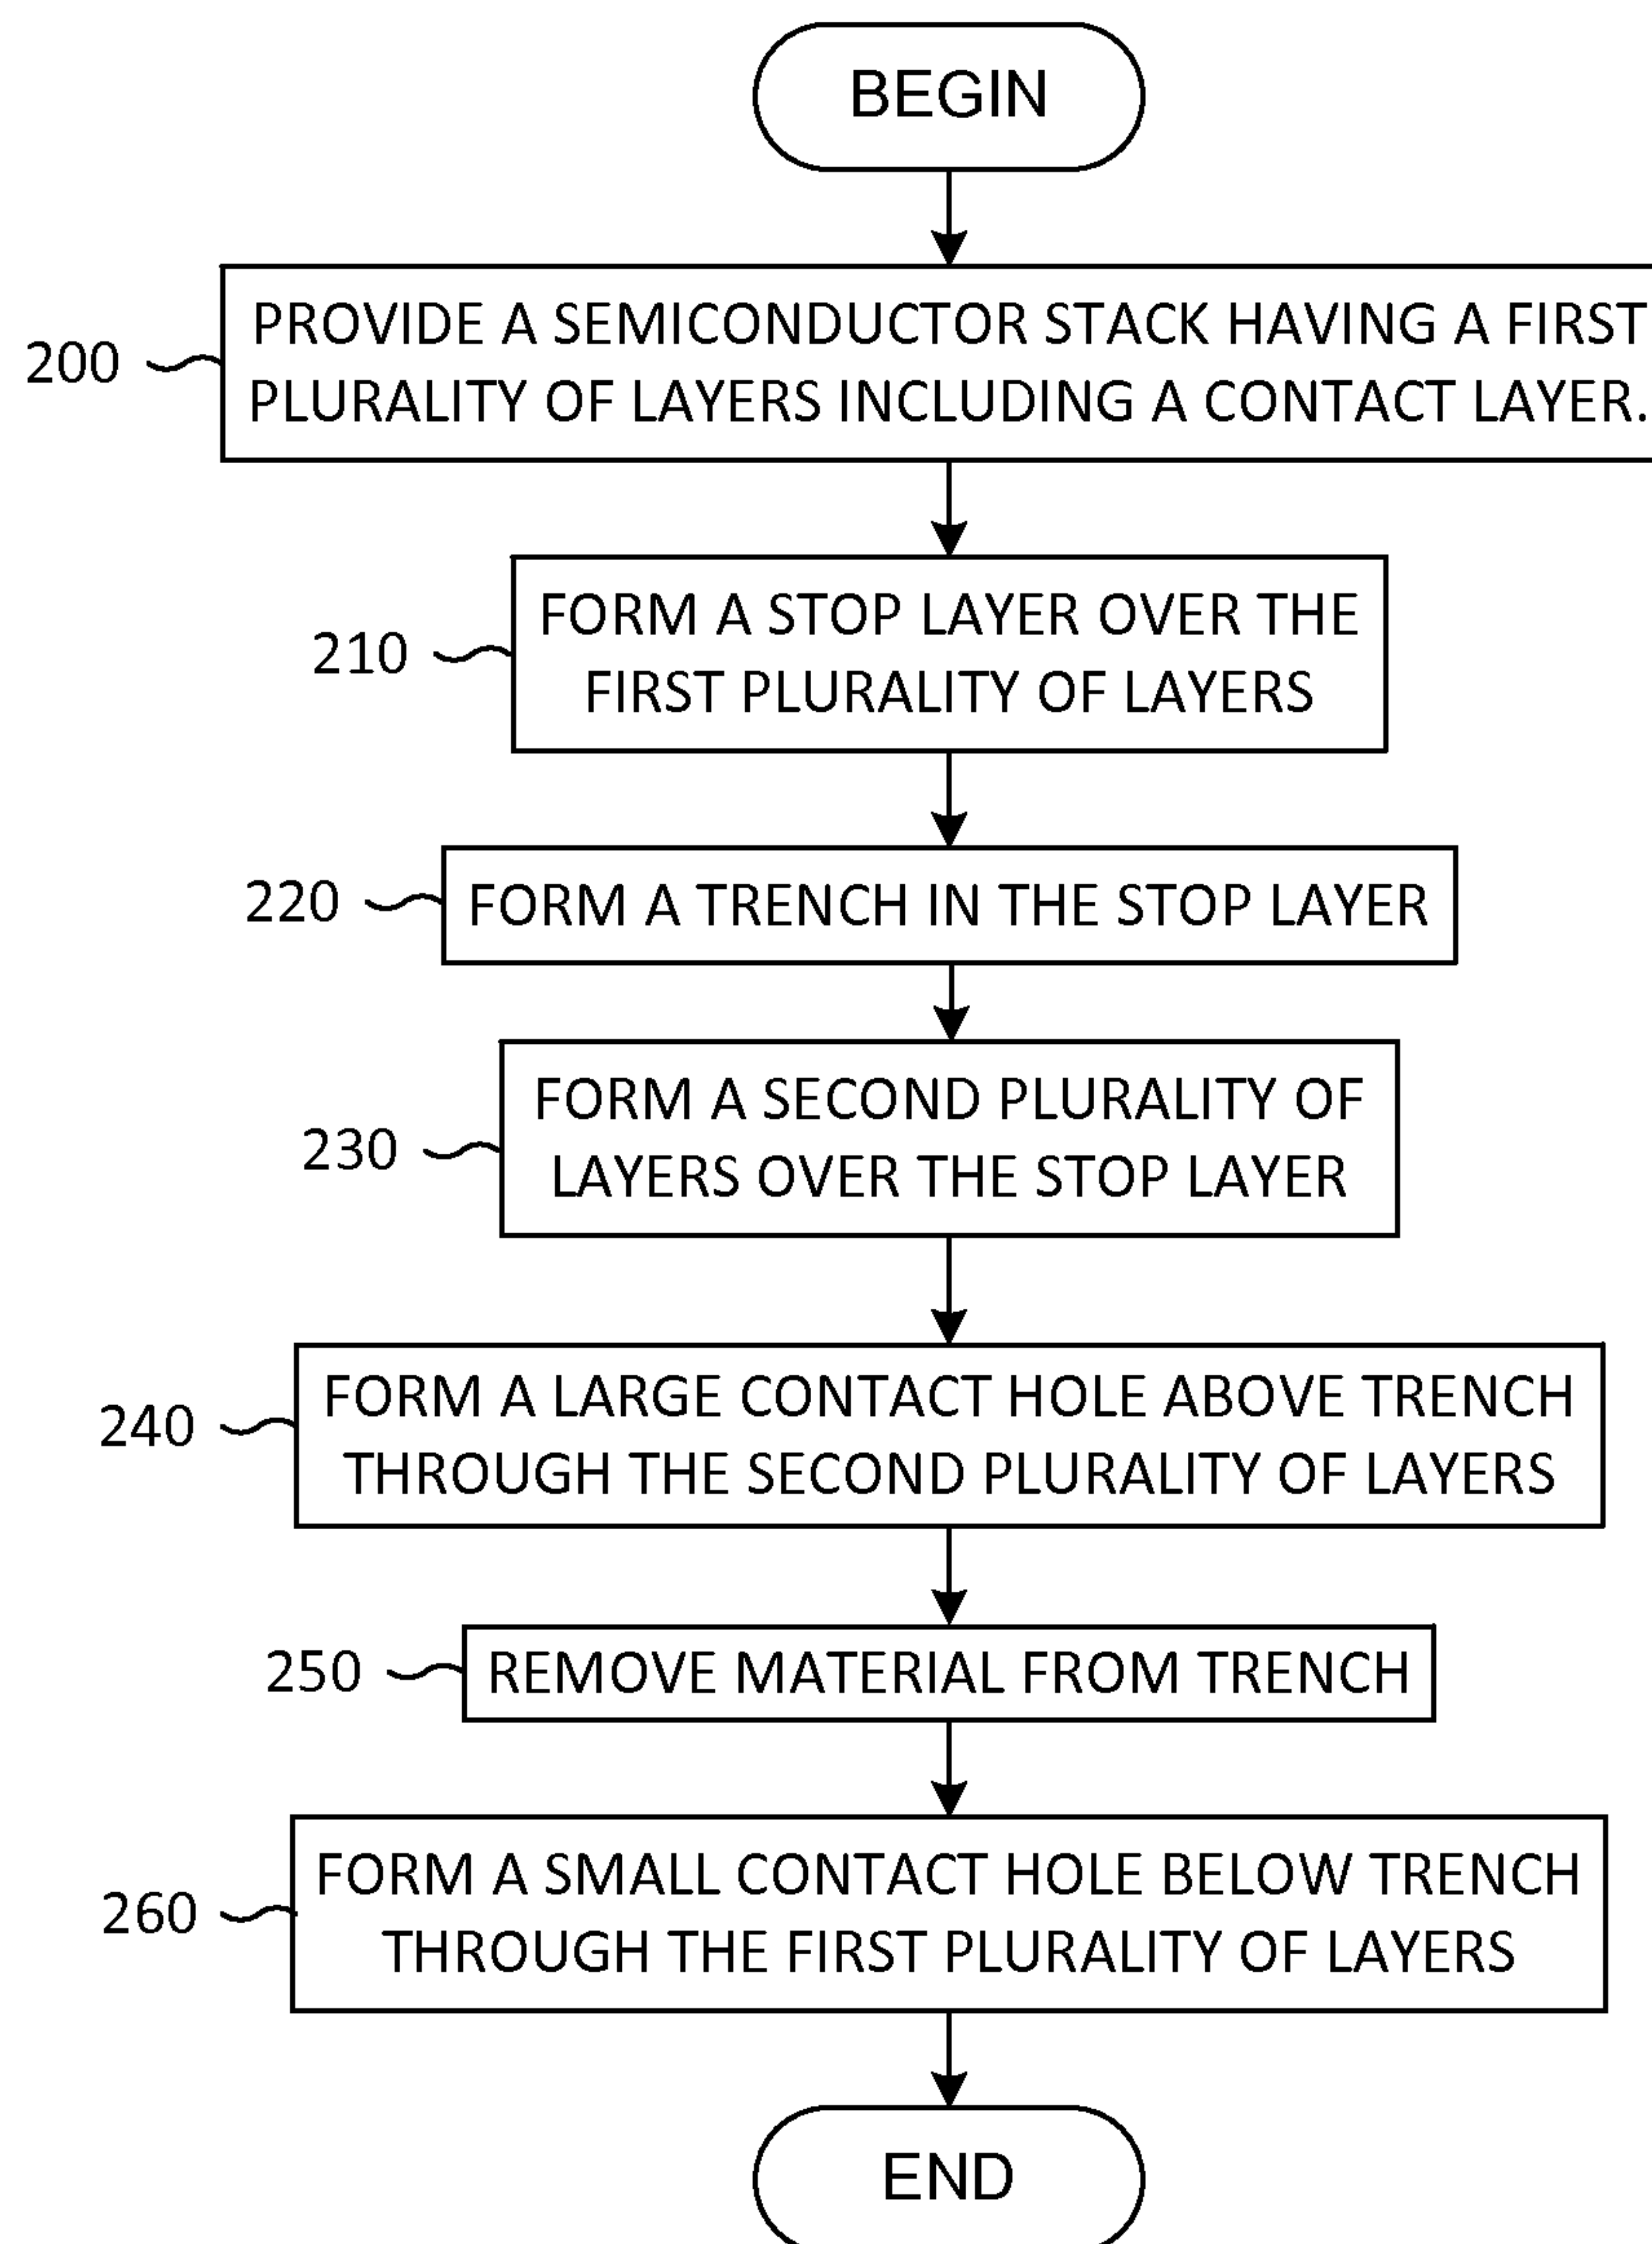 BEGIN
200
PROVIDE A SEMICONDUCTOR STACK HAVING A FIRST
PLURALITY OF LAYERS INCLUDING A CONTACT LAYER.
210
FORM A STOP LAYER OVER THE
FIRST PLURALITY OF LAYERS
220
FORM A TRENCH IN THE STOP LAYER
230
FORM A SECOND PLURALITY OF
LAYERS OVER THE STOP LAYER
240
FORM A LARGE CONTACT HOLE ABOVE TRENCH
THROUGH THE SECOND PLURALITY OF LAYERS
250
REMOVE MATERIAL FROM TRENCH
260
FORM A SMALL CONTACT HOLE BELOW TRENCH
THROUGH THE FIRST PLURALITY OF LAYERS
END